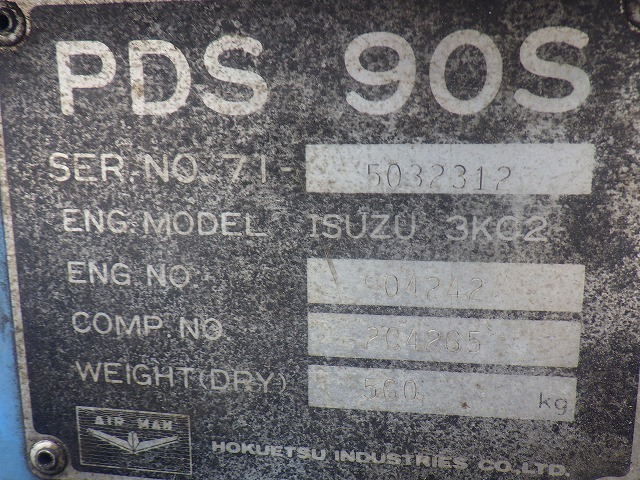 PDS 90S
SER. NO. 71- 5032312
ENG. MODEL ISUZU 3KC2
ENG. NO 904242
COMP. NO 204265
WEIGHT(DRY) 560 kg
AIR MAN
HOKUETSU INDUSTRIES CO., LTD.